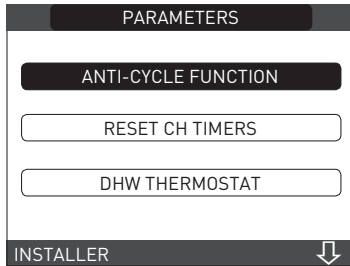 PARAMETERS
ANTI-CYCLE FUNCTION
RESET CH TIMERS
DHW THERMOSTAT
INSTALLER